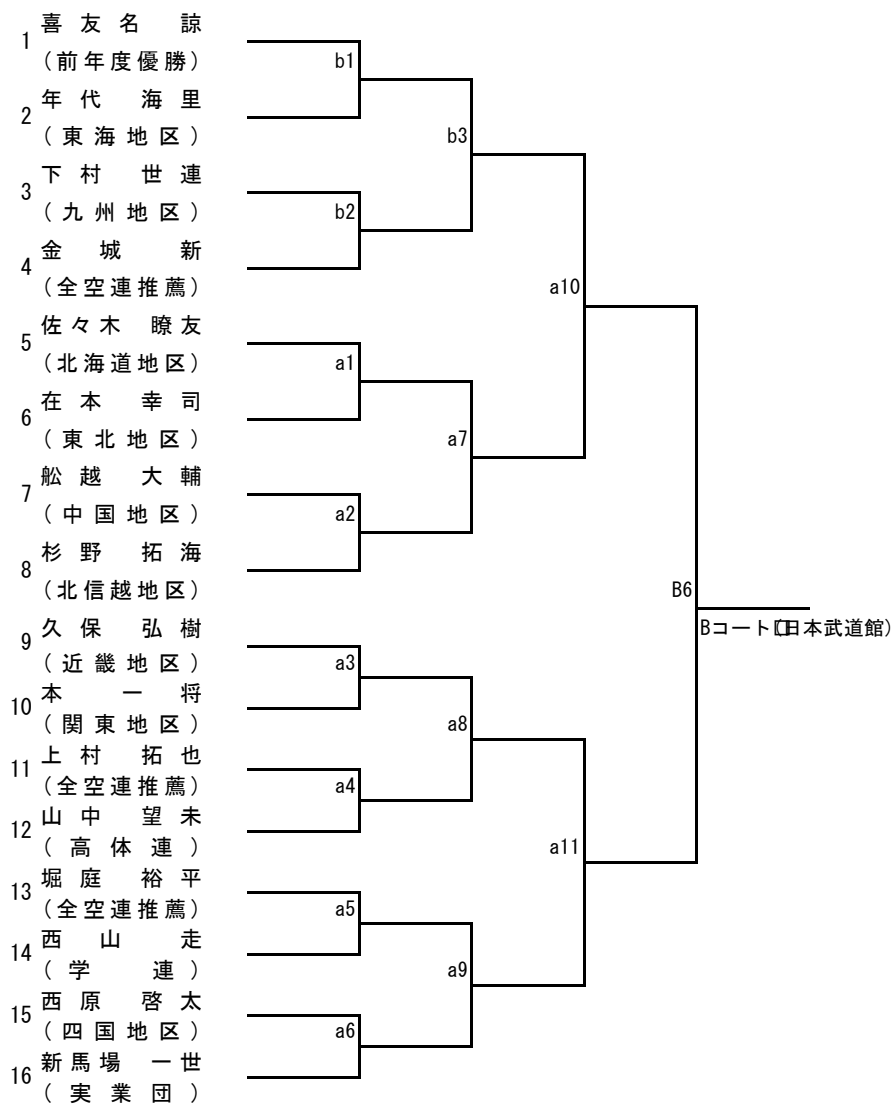 1 喜友名 諒
(前年度優勝)
b1
2 年代 海里
(東海地区)
b3
3 下村 世連
(九州地区)
b2
4 金城 新
(全空連推薦)
a10
5 佐々木 瞭友
(北海道地区)
a1
6 在本 幸司
(東北地区)
a7
7 舩越 大輔
(中国地区)
a2
8 杉野 拓海
(北信越地区)
B6
Bコート 日本武道館)
9 久保 弘樹
(近畿地区)
a3
10 本 一将
(関東地区)
a8
11 上村 拓也
(全空連推薦)
a4
12 山中 望未
(高体連)
a11
13 堀庭 裕平
(全空連推薦)
a5
14 西山 走
(学連)
a9
15 西原 啓太
(四国地区)
a6
16 新馬場 一世
(実業団)